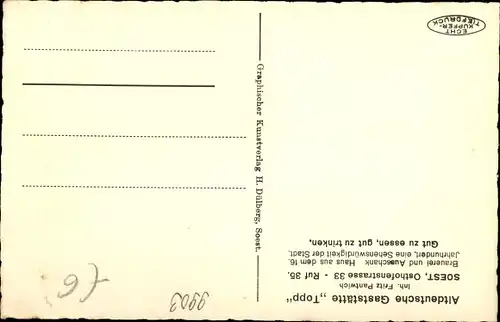 Altdeutsche Gaststätte „Topp"
Inh. Fritz Pantwich
SOEST, Osthofenstrasse 33 - Ruf 35.
Brauerei und Ausschank Haus aus dem 16.
Jahrhundert, eine Sehenswürdigkeit der Stadt.
Gut zu essen, gut zu trinken,
Graphischer Kunstverlag H. Dülberg, Soest.
ECHT
KUPFER-
TIEFDRUCK
9903